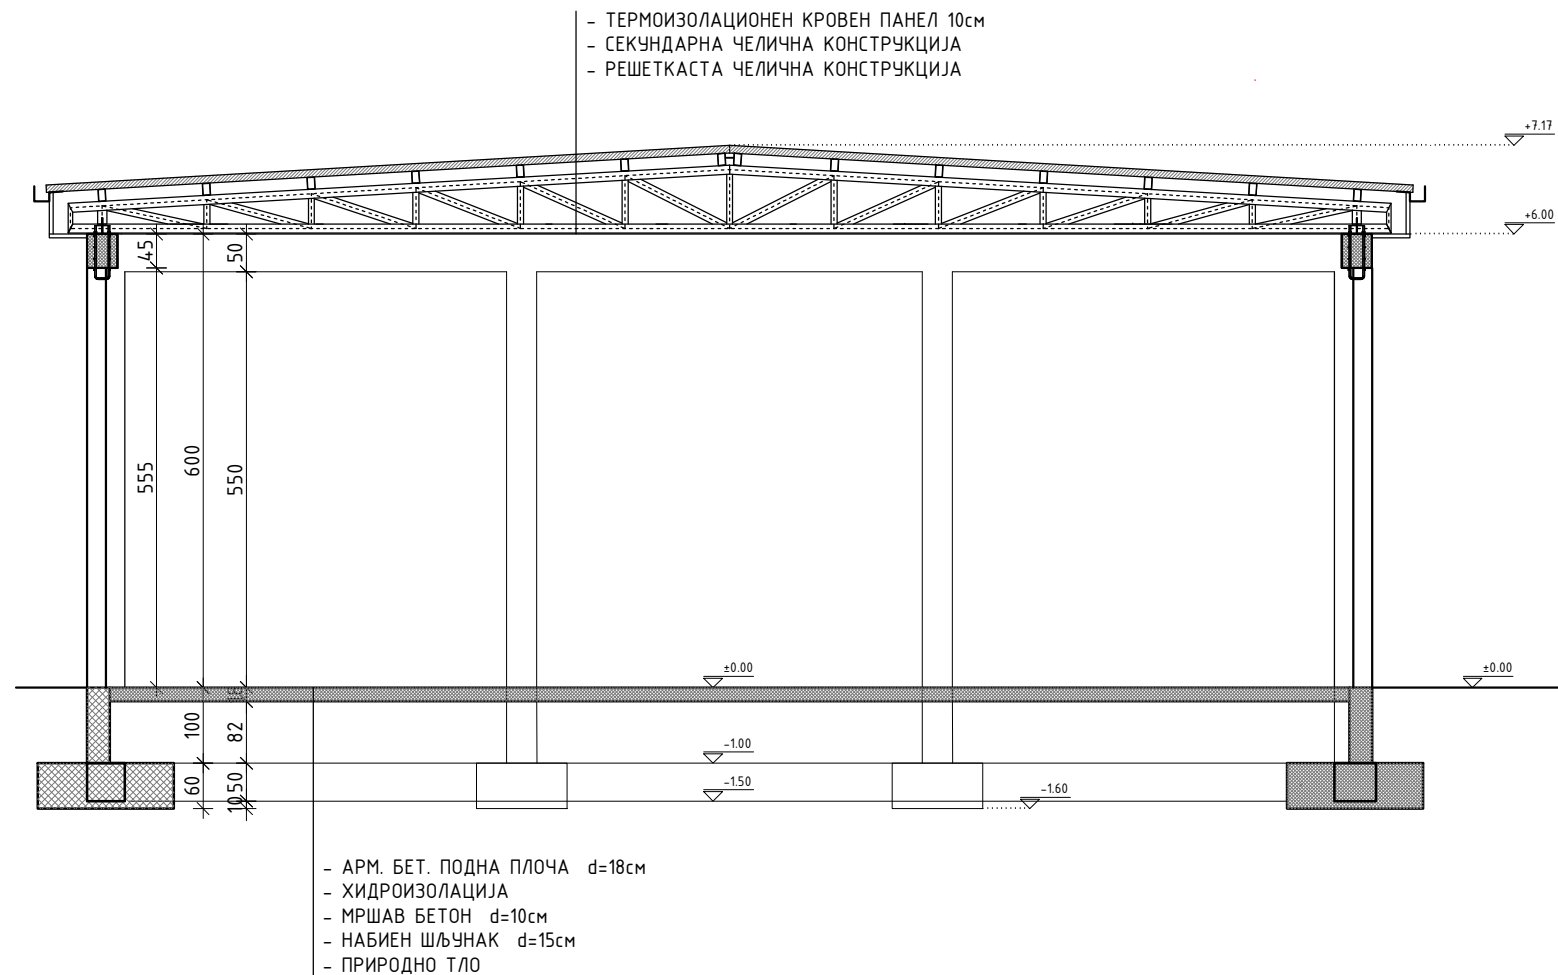 - ТЕРМОИЗОЛАЦИОНЕН КРОВЕН ПАНЕЛ 10см
- СЕКУНДАРНА ЧЕЛИЧНА КОНСТРУКЦИЈА
- РЕШЕТКАСТА ЧЕЛИЧНА КОНСТРУКЦИЈА
+7.17
+6.00
45
50
555
600
550
±0.00
±0.00
18
100
82
-1.00
60
50
-1.50
10
-1.60
- АРМ. БЕТ. ПОДНА ПЛОЧА d=18см
- ХИДРОИЗОЛАЦИЈА
- МРШАВ БЕТОН d=10см
- НАБИЕН ШЉУНАК d=15см
- ПРИРОДНО ТЛО